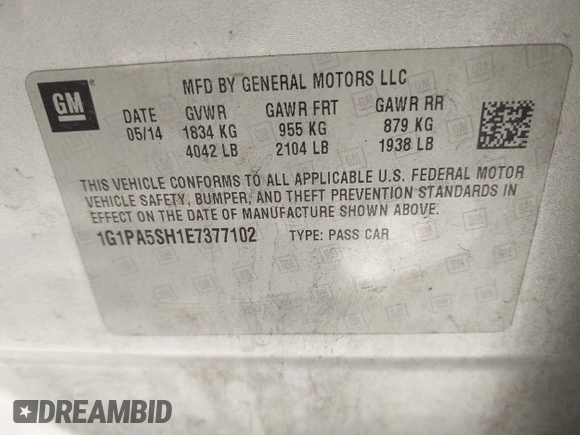 GM
MFD BY GENERAL MOTORS LLC
DATE GVWR GAWR FRT GAWR RR
05/14 1834 KG 955 KG 879 KG
4042 LB 2104 LB 1938 LB
THIS VEHICLE CONFORMS TO ALL APPLICABLE U.S. FEDERAL MOTOR
VEHICLE SAFETY, BUMPER, AND THEFT PREVENTION STANDARDS IN
EFFECT ON THE DATE OF MANUFACTURE SHOWN ABOVE.
1G1PA5SH1E7377102 TYPE: PASS CAR
DREAMBID